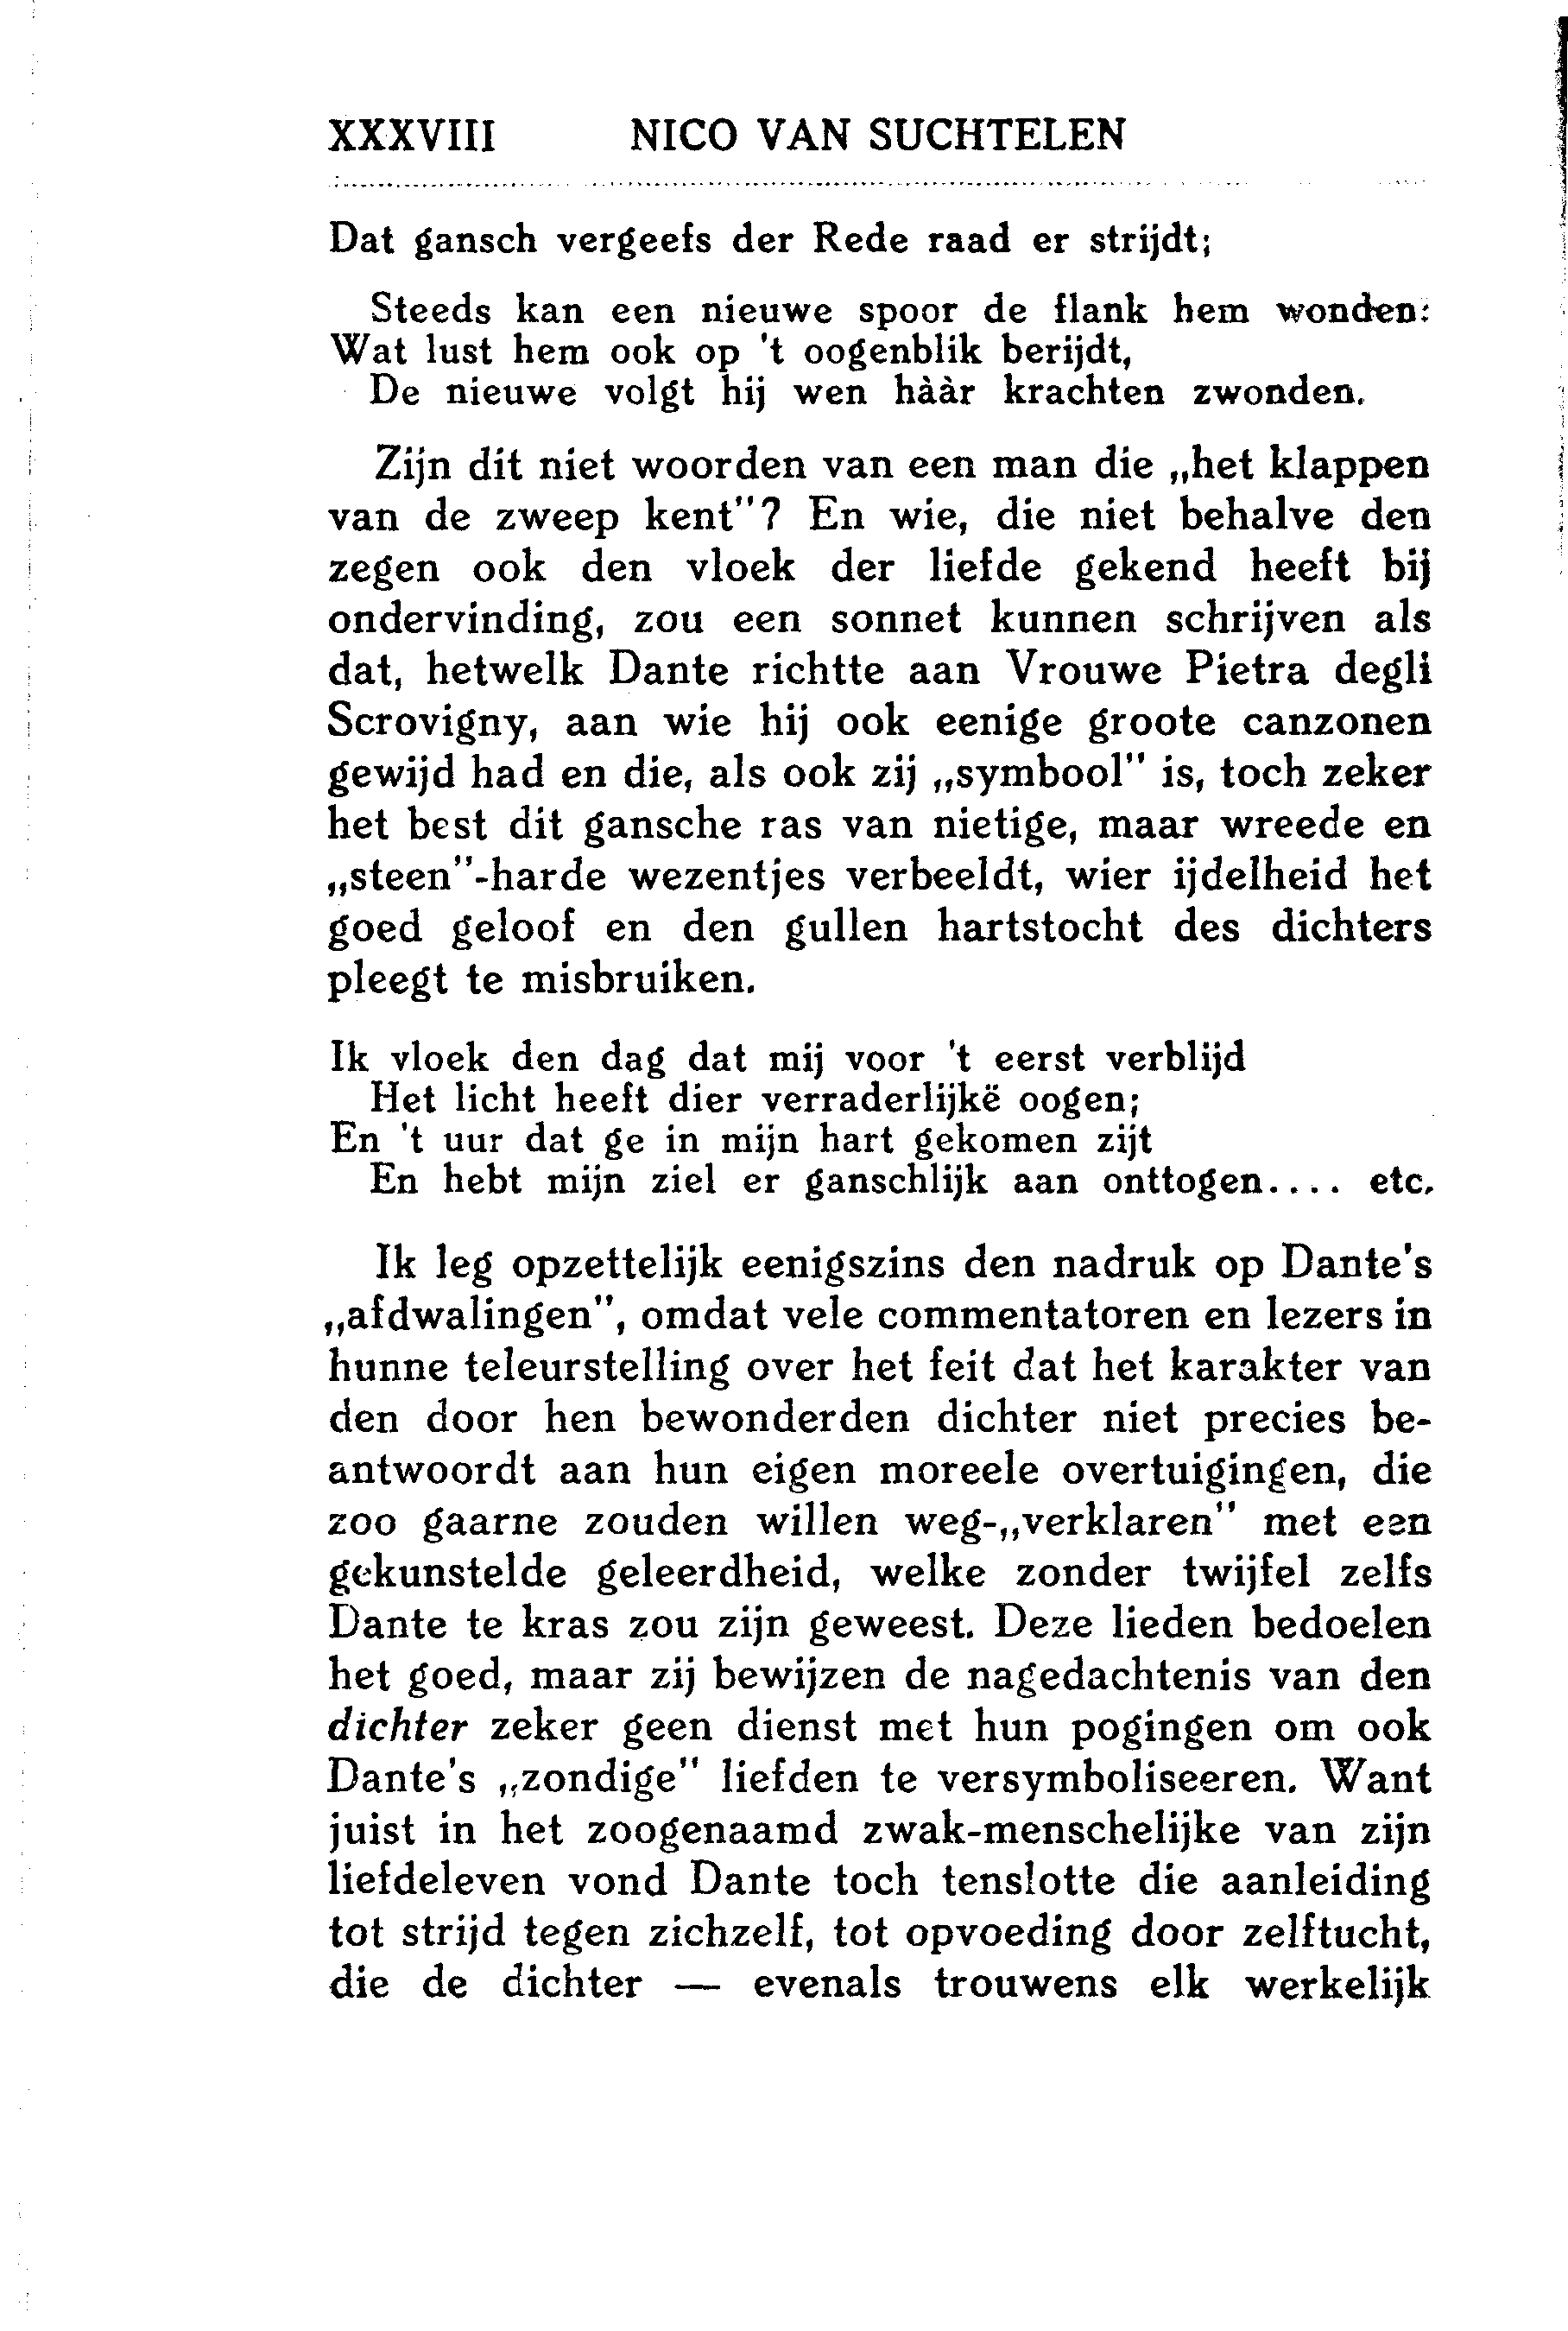 XXXVIII NICO VAN SUCHTELEN
Dat gansch vergeefs der Rede raad er strijdt;
Steeds kan een nieuwe spoor de flank hem wonden:
Wat lust hem ook op 't oogenblik berijdt,
De nieuwe volgt hij wen hààr krachten zwonden.
Zijn dit niet woorden van een man die „het klappen
van de zweep kent"? En wie, die niet behalve den
zegen ook den vloek der liefde gekend heeft bij
ondervinding, zou een sonnet kunnen schrijven als
dat, hetwelk Dante richtte aan Vrouwe Pietra degli
Scrovigny, aan wie hij ook eenige groote canzonen
gewijd had en die, als ook zij „symbool" is, toch zeker
het best dit gansche ras van nietige, maar wreede en
„steen"-harde wezentjes verbeeldt, wier ijdelheid het
goed geloof en den gullen hartstocht des dichters
pleegt te misbruiken.
Ik vloek den dag dat mij voor 't eerst verblijd
Het licht heeft dier verraderlijkë oogen;
En 't uur dat ge in mijn hart gekomen zijt
En hebt mijn ziel er ganschlijk aan onttogen.... etc.
Ik leg opzettelijk eenigszins den nadruk op Dante's
„afdwalingen", omdat vele commentatoren en lezers in
hunne teleurstelling over het feit dat het karakter van
den door hen bewonderden dichter niet precies be-
antwoordt aan hun eigen moreele overtuigingen, die
zoo gaarne zouden willen weg-„verklaren" met een
gekunstelde geleerdheid, welke zonder twijfel zelfs
Dante te kras zou zijn geweest. Deze lieden bedoelen
het goed, maar zij bewijzen de nagedachtenis van den
dichter zeker geen dienst met hun pogingen om ook
Dante's „zondige" liefden te versymboliseeren. Want
juist in het zoogenaamd zwak-menschelijke van zijn
liefdeleven vond Dante toch tenslotte die aanleiding
tot strijd tegen zichzelf, tot opvoeding door zelftucht,
die de dichter — evenals trouwens elk werkelijk